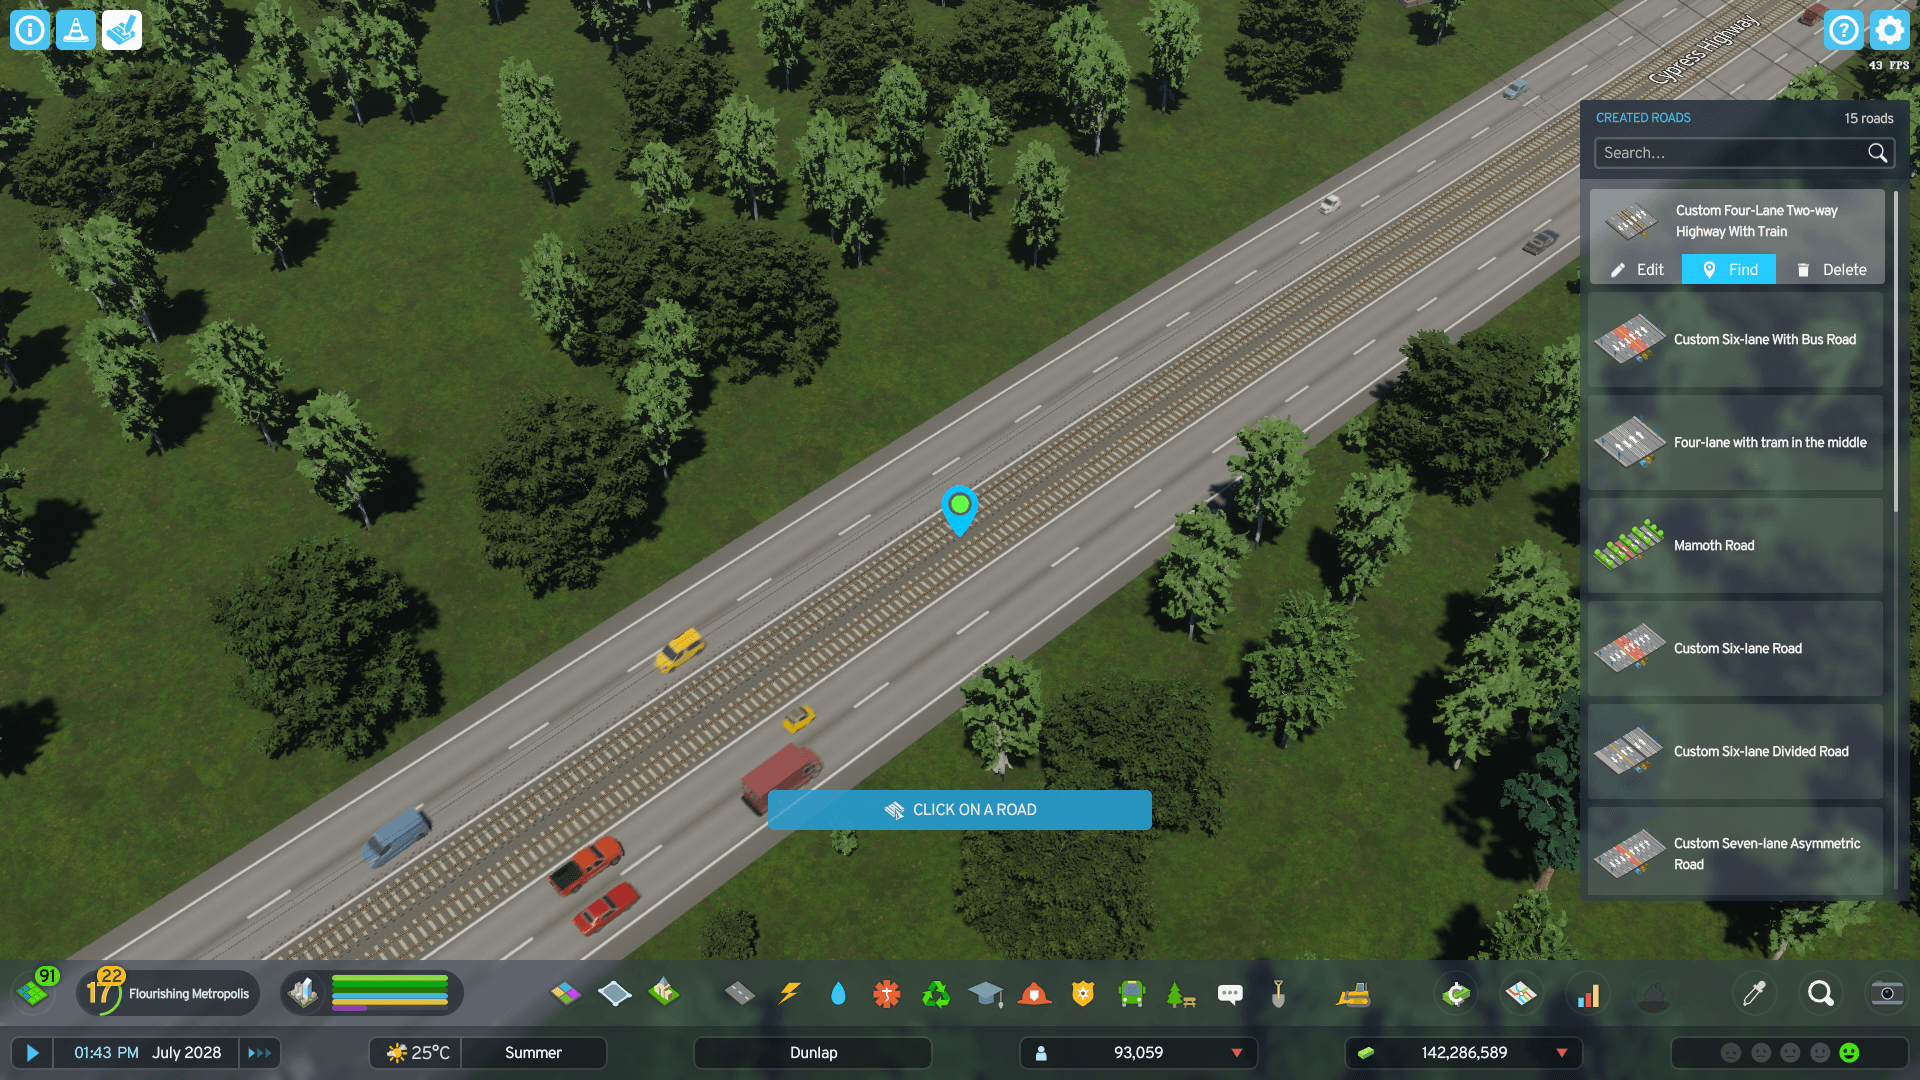 Cypress Highway
43 FPS
CREATED ROADS
15 roads
Search...
Custom Four-Lane Two-way
Highway With Train
Edit
Find
Delete
Custom Six-lane With Bus Road
Four-lane with tram in the middle
Mamoth Road
Custom Six-lane Road
Custom Six-lane Divided Road
Custom Seven-lane Asymmetric
Road
CLICK ON A ROAD
91
22
17
Flourishing Metropolis
01:43 PM July 2028
25°C
Summer
Dunlap
93,059
142,286,589